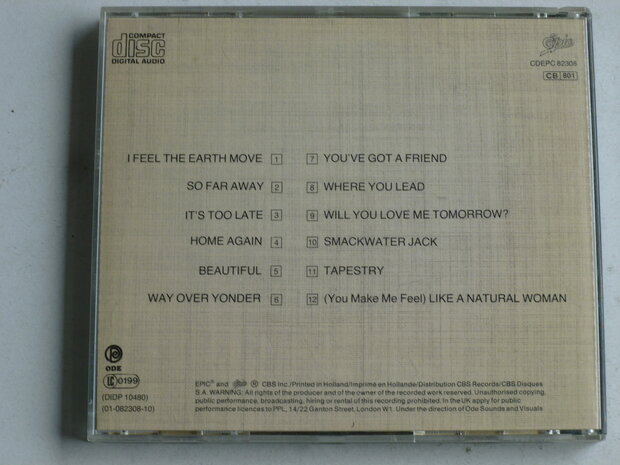 COMPACT
disc
DIGITAL AUDIO
Epic
CDEPC 82308
CB 801
I FEEL THE EARTH MOVE 1
SO FAR AWAY 2
IT'S TOO LATE 3
HOME AGAIN 4
BEAUTIFUL 5
WAY OVER YONDER 6
7 YOU'VE GOT A FRIEND
8 WHERE YOU LEAD
9 WILL YOU LOVE ME TOMORROW?
10 SMACKWATER JACK
11 TAPESTRY
12 (You Make Me Feel) LIKE A NATURAL WOMAN
ODE
LC 0199
(DIDP 10480)
(01-082308-10)
EPIC® and Epic ® CBS Inc./Printed in Holland/Imprimé en Hollande/Distribution CBS Records/CBS Disques
S.A. WARNING: All rights of the producer and of the owner of the recorded work reserved. Unauthorised copying,
public performance, broadcasting, hiring or rental of this recording prohibited. In the UK apply for public
performance licences to PPL, 14/22 Ganton Street, London W1. Under the direction of Ode Sounds and Visuals